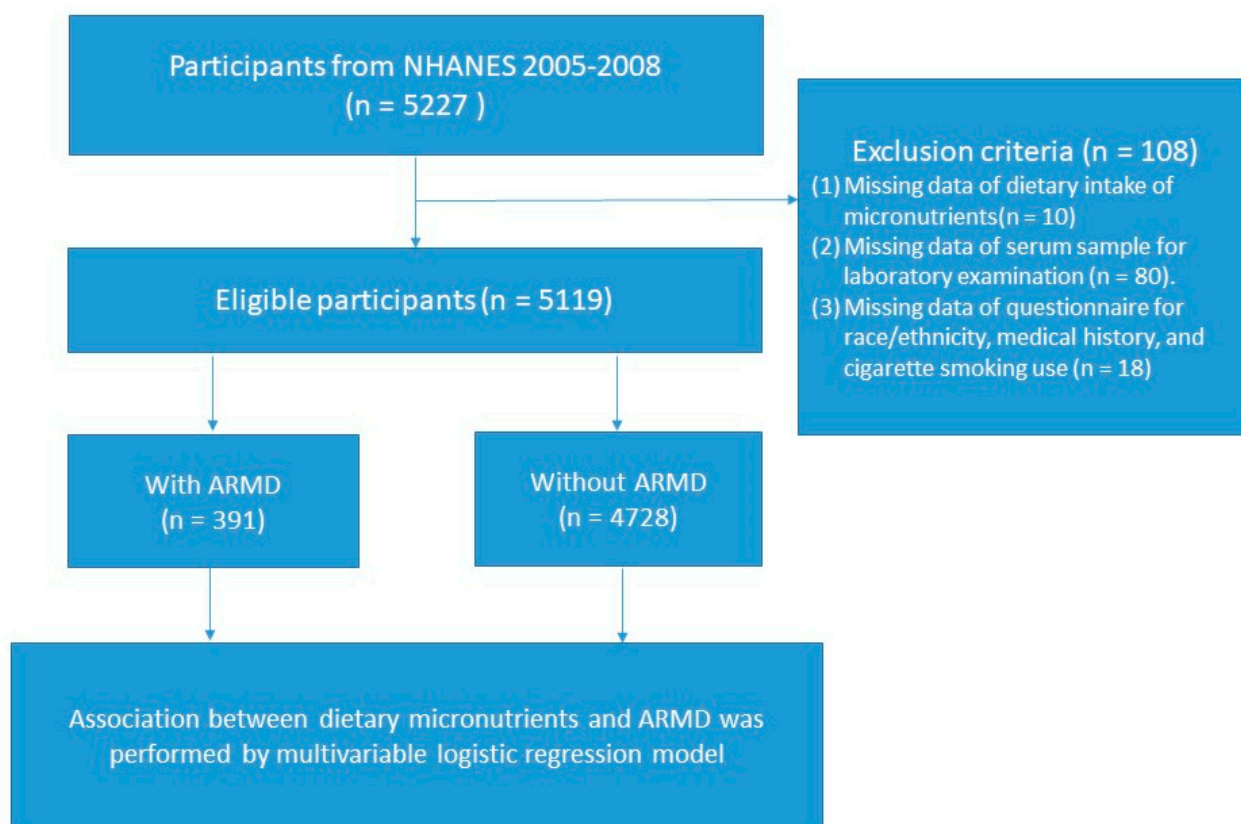 Participants from NHANES 2005-2008
(n = 5227 )
Exclusion criteria (n = 108)
(1) Missing data of dietary intake of
micronutrients(n = 10)
(2) Missing data of serum sample for
laboratory examination (n = 80).
(3) Missing data of questionnaire for
race/ethnicity, medical history, and
cigarette smoking use (n = 18)
Eligible participants (n = 5119)
With ARMD
(n = 391)
Without ARMD
(n = 4728)
Association between dietary micronutrients and ARMD was
performed by multivariable logistic regression model